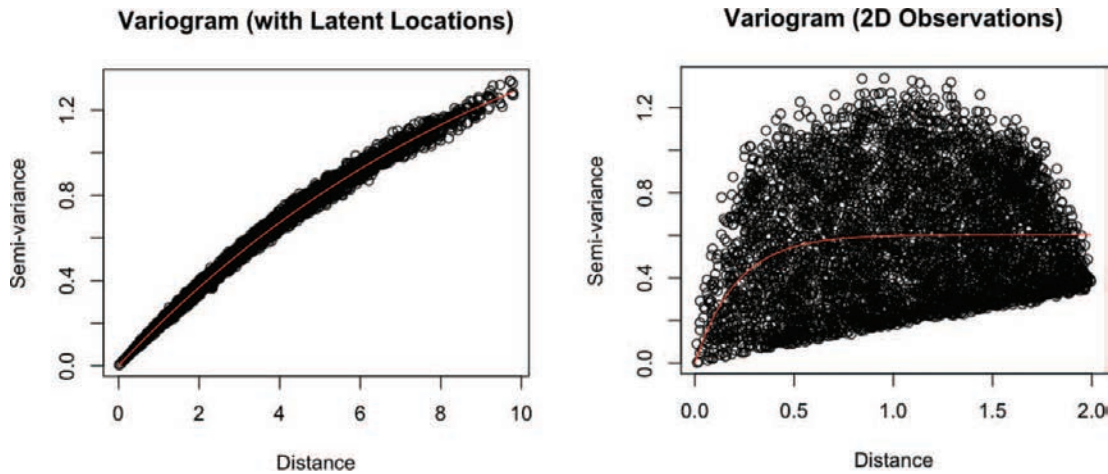 Variogram (with Latent Locations)
Semi-variance
0.0 0.4 0.8 1.2
0 2 4 6 8 10
Distance
Variogram (2D Observations)
Semi-variance
0.0 0.4 0.8 1.2
0.0 0.5 1.0 1.5 2.0
Distance